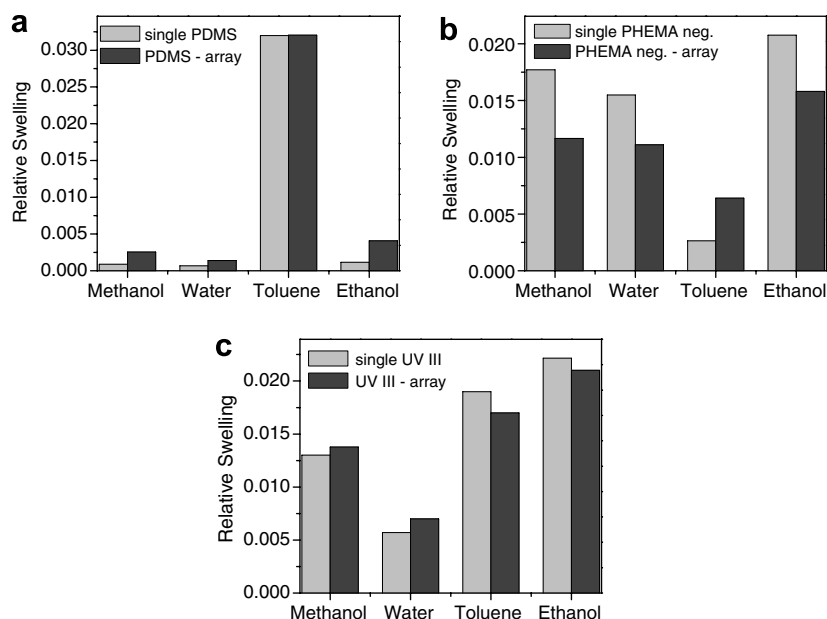 a
single PDMS
PDMS - array
Relative Swelling
0.030
0.025
0.020
0.015
0.010
0.005
0.000
Methanol Water Toluene Ethanol
b
single PHEMA neg.
PHEMA neg. - array
Relative Swelling
0.020
0.015
0.010
0.005
0.000
Methanol Water Toluene Ethanol
c
single UV III
UV III - array
Relative Swelling
0.020
0.015
0.010
0.005
0.000
Methanol Water Toluene Ethanol